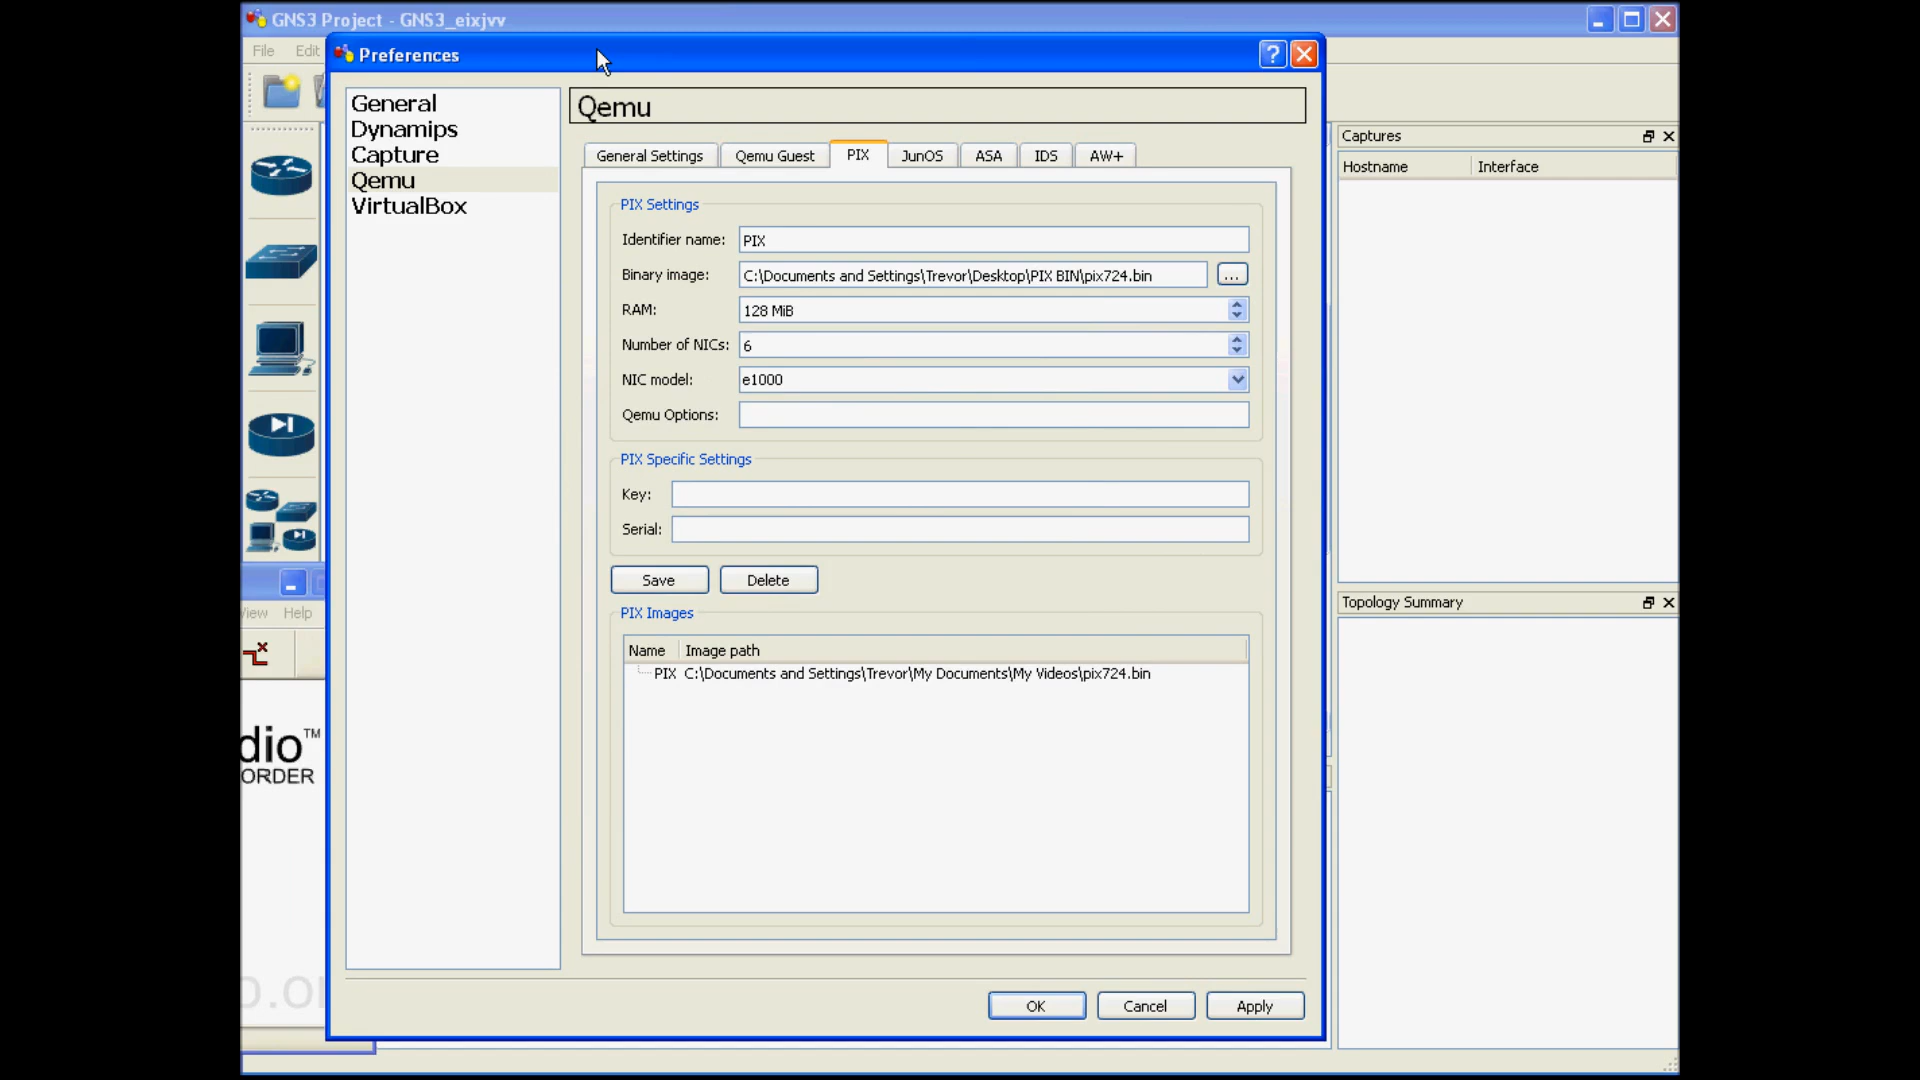 GNS3 Project - GNS3_eixjvv
File Edit
Preferences
General
Dynamips
Capture
Qemu
VirtualBox
Qemu
General Settings Qemu Guest PIX JunOS ASA IDS AW+
PIX Settings
Identifier name: PIX
Binary image: C:\Documents and Settings\Trevor\Desktop\PIX BIN\pix724.bin ...
RAM: 128 MiB
Number of NICs: 6
NIC model: e1000
Qemu Options:
PIX Specific Settings
Key:
Serial:
Save Delete
PIX Images
Name Image path
PIX C:\Documents and Settings\Trevor\My Documents\My Videos\pix724.bin
OK Cancel Apply
Captures
Hostname Interface
Topology Summary
View Help
dio™
ORDER
o.o